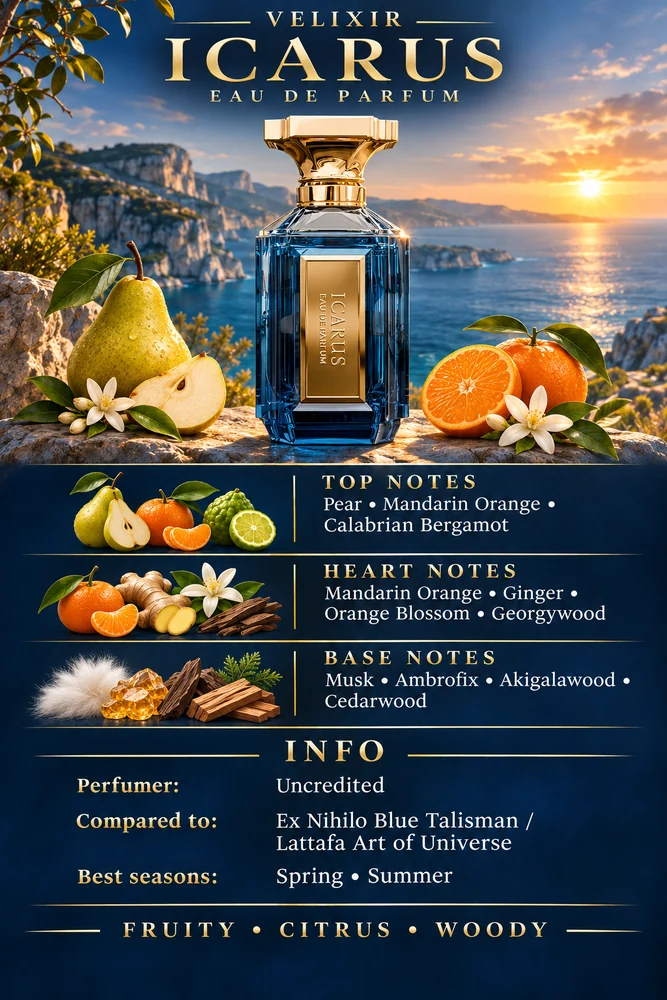 VELIXIR
ICARUS
EAU DE PARFUM
ICARUS
EAU DE PARFUM
TOP NOTES
Pear • Mandarin Orange •
Calabrian Bergamot
HEART NOTES
Mandarin Orange • Ginger •
Orange Blossom • Georgywood
BASE NOTES
Musk • Ambrofix • Akigalawood •
Cedarwood
INFO
Perfumer: Uncredited
Compared to: Ex Nihilo Blue Talisman /
Lattafa Art of Universe
Best seasons: Spring • Summer
FRUITY • CITRUS • WOODY